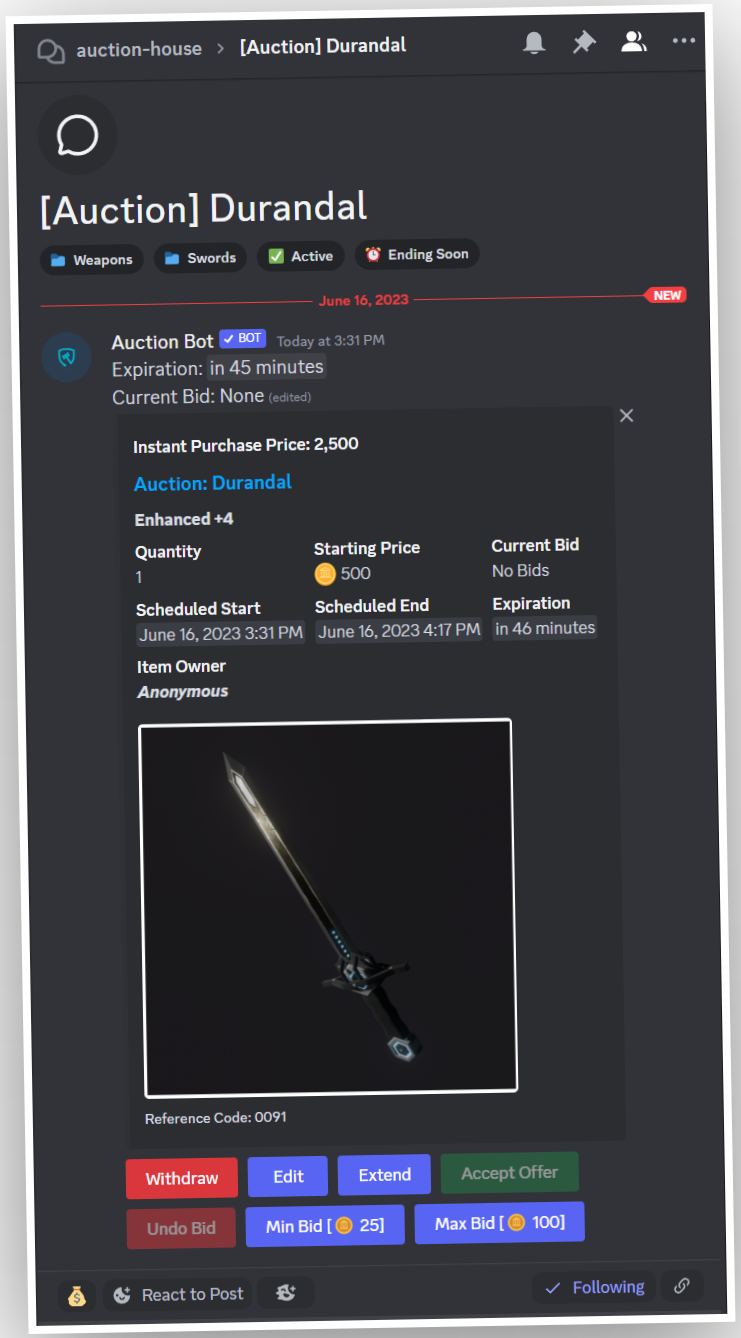 auction-house > [Auction] Durandal
[Auction] Durandal
Weapons Swords Active Ending Soon
June 16, 2023 NEW
Auction Bot ✓ BOT Today at 3:31 PM
Expiration: in 45 minutes
Current Bid: None (edited)
Instant Purchase Price: 2,500
Auction: Durandal
Enhanced +4
Quantity Starting Price Current Bid
1 500 No Bids
Scheduled Start Scheduled End Expiration
June 16, 2023 3:31 PM June 16, 2023 4:17 PM in 46 minutes
Item Owner
Anonymous
Reference Code: 0091
Withdraw Edit Extend Accept Offer
Undo Bid Min Bid [ 25] Max Bid [ 100]
React to Post Following